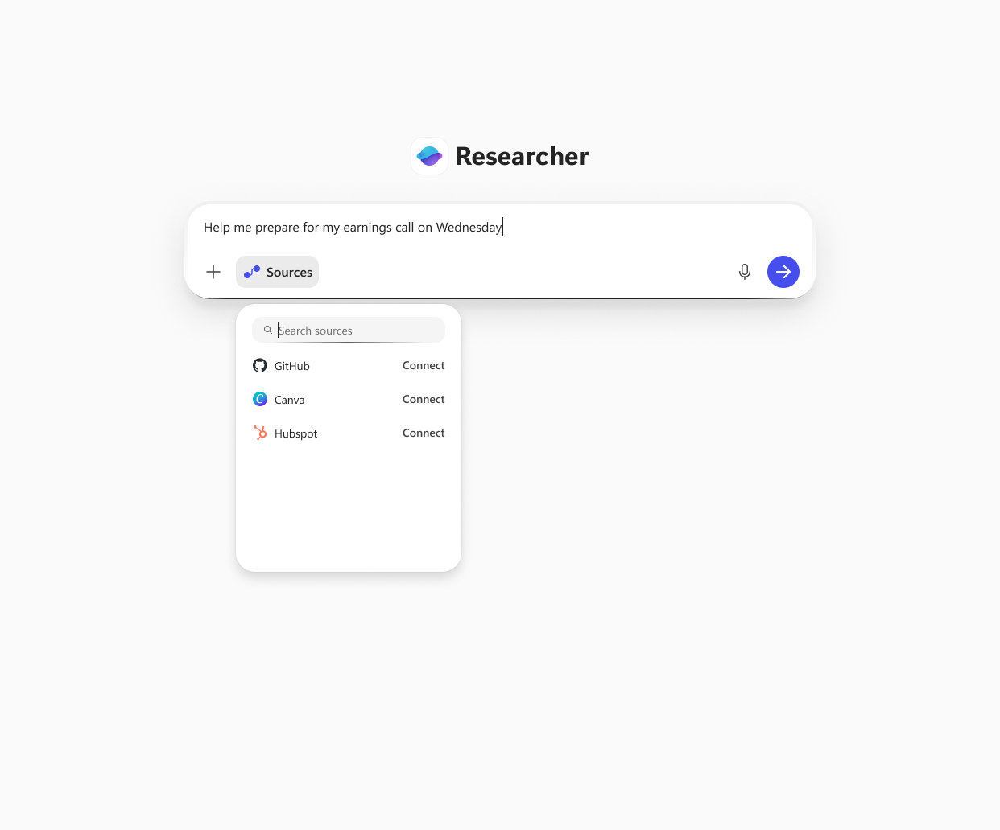 Researcher
Help me prepare for my earnings call on Wednesday
Sources
Search sources
GitHub Connect
Canva Connect
Hubspot Connect